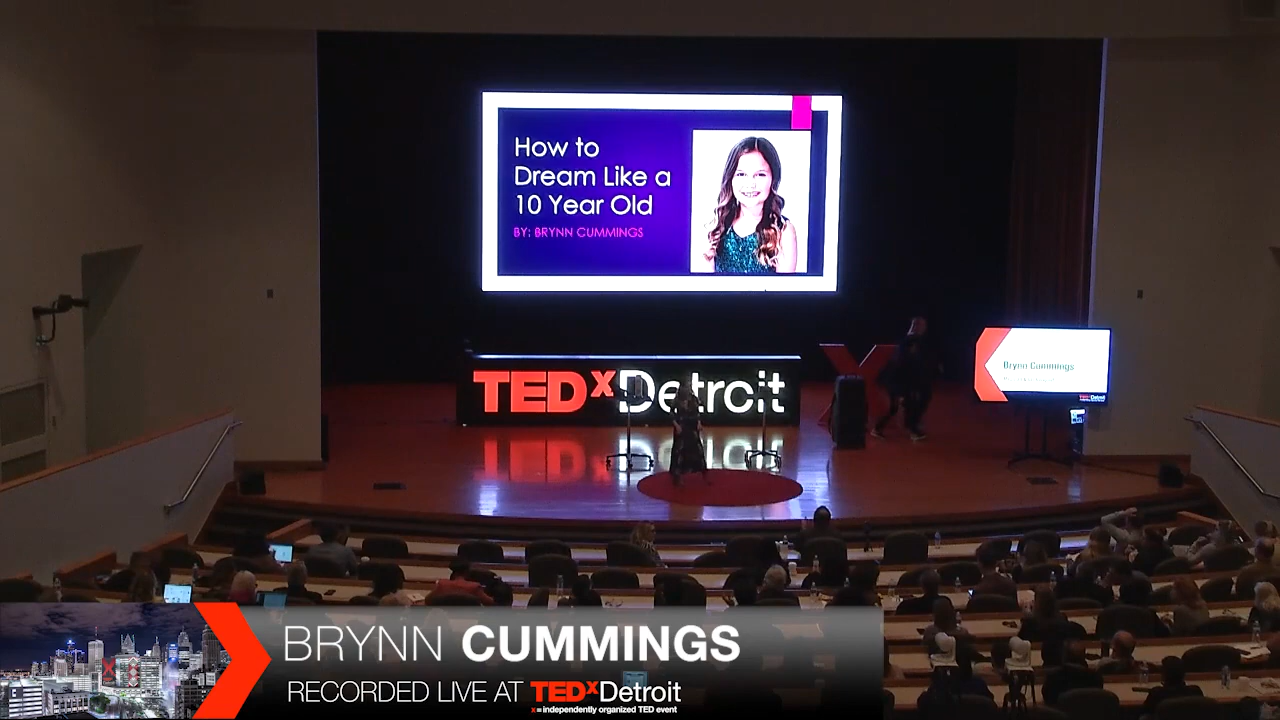 How to
Dream Like a
10 Year Old
BY: BRYNN CUMMINGS
TEDxDetroit
Brynn Cummings
BRYNN CUMMINGS
RECORDED LIVE AT TEDxDetroit
x = independently organized TED event